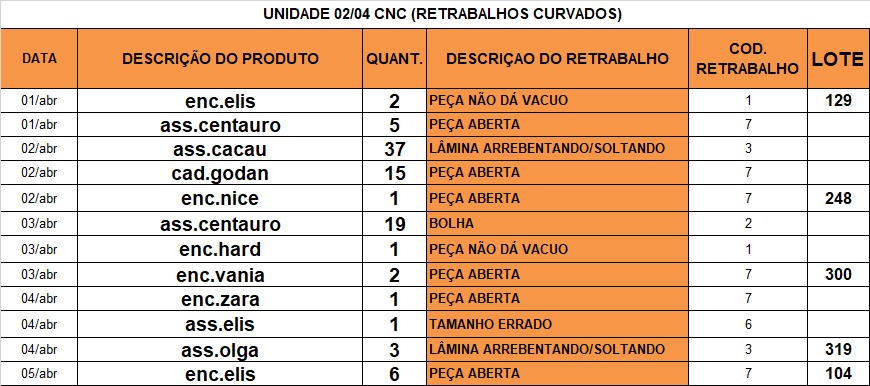 UNIDADE 02/04 CNC (RETRABALHOS CURVADOS)
DATA DESCRIÇÃO DO PRODUTO QUANT. DESCRIÇAO DO RETRABALHO COD. RETRABALHO LOTE
01/abr enc.elis 2 PEÇA NÃO DÁ VACUO 1 129
01/abr ass.centauro 5 PEÇA ABERTA 7
02/abr ass.cacau 37 LÂMINA ARREBENTANDO/SOLTANDO 3
02/abr cad.godan 15 PEÇA ABERTA 7
02/abr enc.nice 1 PEÇA ABERTA 7 248
03/abr ass.centauro 19 BOLHA 2
03/abr enc.hard 1 PEÇA NÃO DÁ VACUO 1
03/abr enc.vania 2 PEÇA ABERTA 7 300
04/abr enc.zara 1 PEÇA ABERTA 7
04/abr ass.elis 1 TAMANHO ERRADO 6
04/abr ass.olga 3 LÂMINA ARREBENTANDO/SOLTANDO 3 319
05/abr enc.elis 6 PEÇA ABERTA 7 104